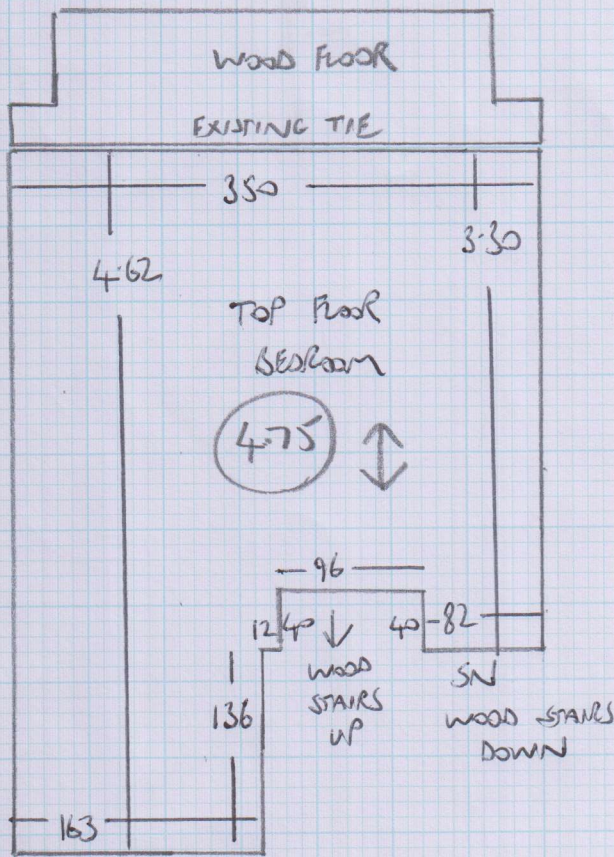 WOOD FLOOR
EXISTING TIE
350
4.62
3.30
TOP FLOOR
BEDROOM
4.75
96
12 40
40
82
WOOD
STAIRS
UP
SN
WOOD STAIRS
DOWN
136
163